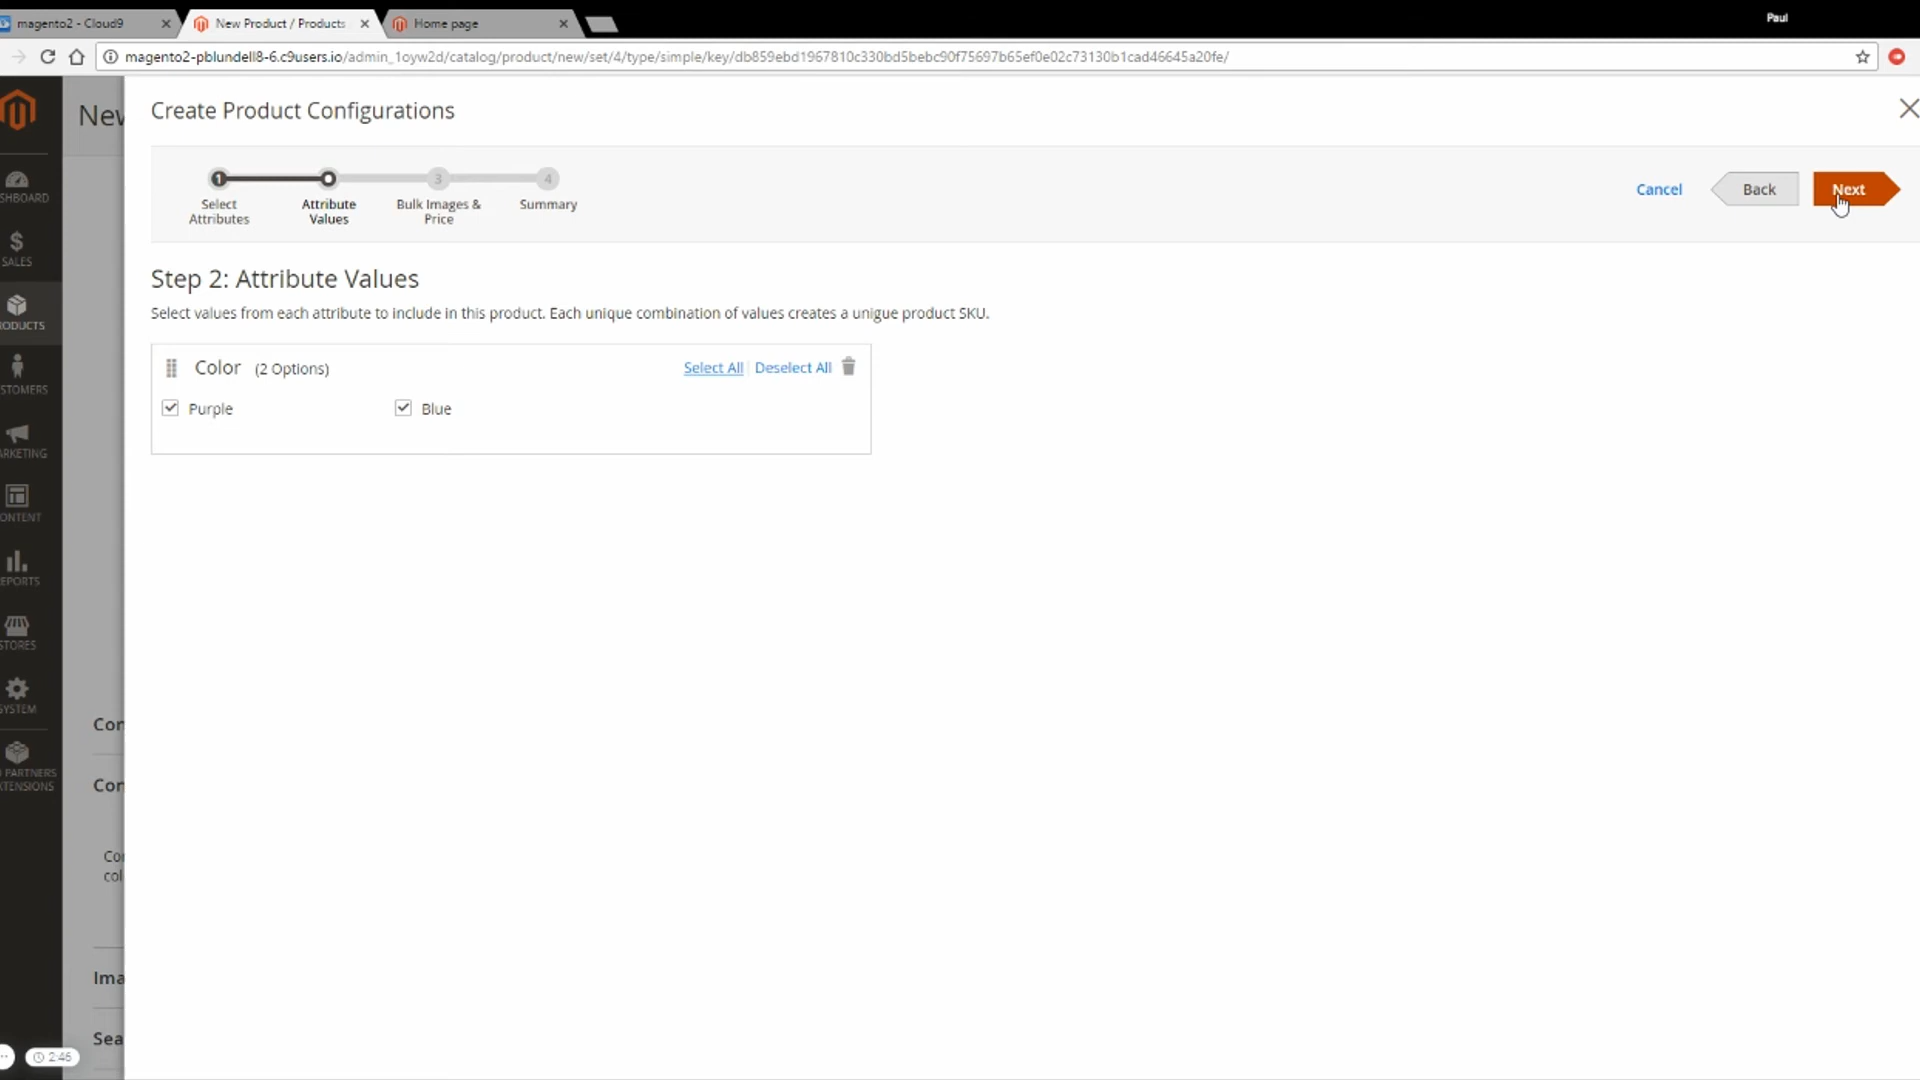 magento2 - Cloud9
New Product / Products
Home page
Paul
magento2-pblundell8-6.c9users.io/admin_1oyw2d/catalog/product/new/set/4/type/simple/key/db859ebd1967810c330bd5bebc90f75697b65ef0e02c73130b1cad46645a20fe/
New
Create Product Configurations
1
3
4
Select
Attributes
Attribute
Values
Bulk Images &
Price
Summary
Cancel
Back
Next
SHBOARD
SALES
RODUCTS
STOMERS
ARKETING
ONTENT
EPORTS
STORES
SYSTEM
PARTNERS
XTENSIONS
Step 2: Attribute Values
Select values from each attribute to include in this product. Each unique combination of values creates a unigue product SKU.
Color (2 Options)
Select All
Deselect All
Purple
Blue
Con
Con
Con
col
Ima
Sea
2:46